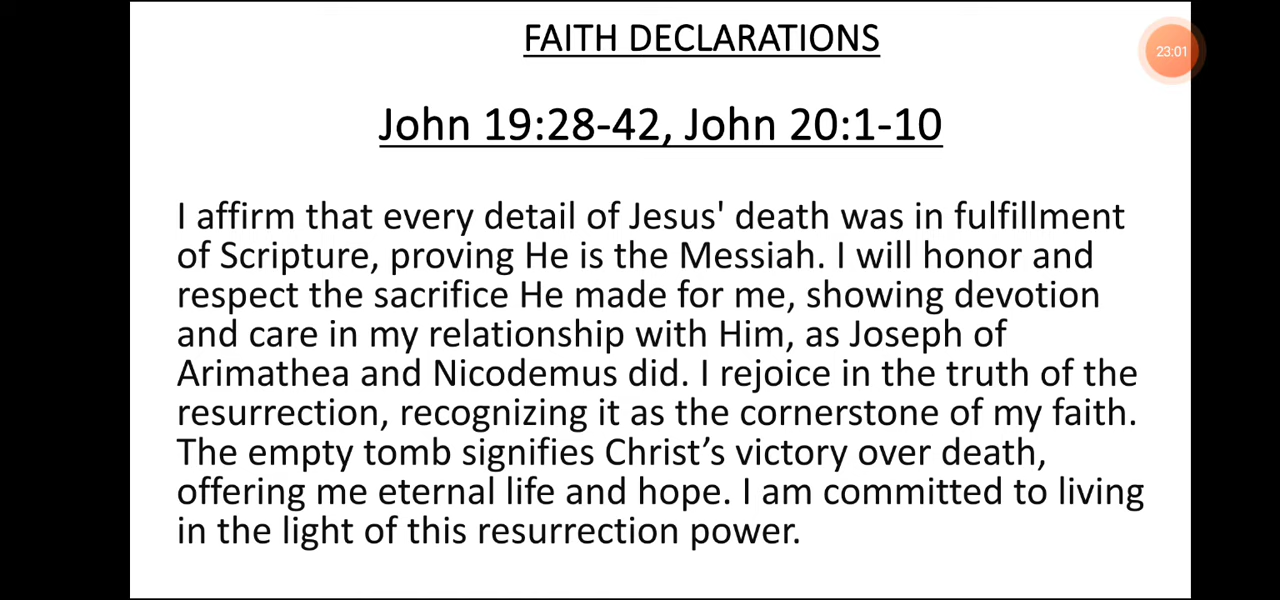 FAITH DECLARATIONS
23:01
John 19:28-42, John 20:1-10
I affirm that every detail of Jesus' death was in fulfillment
of Scripture, proving He is the Messiah. I will honor and
respect the sacrifice He made for me, showing devotion
and care in my relationship with Him, as Joseph of
Arimathea and Nicodemus did. I rejoice in the truth of the
resurrection, recognizing it as the cornerstone of my faith.
The empty tomb signifies Christ’s victory over death,
offering me eternal life and hope. I am committed to living
in the light of this resurrection power.